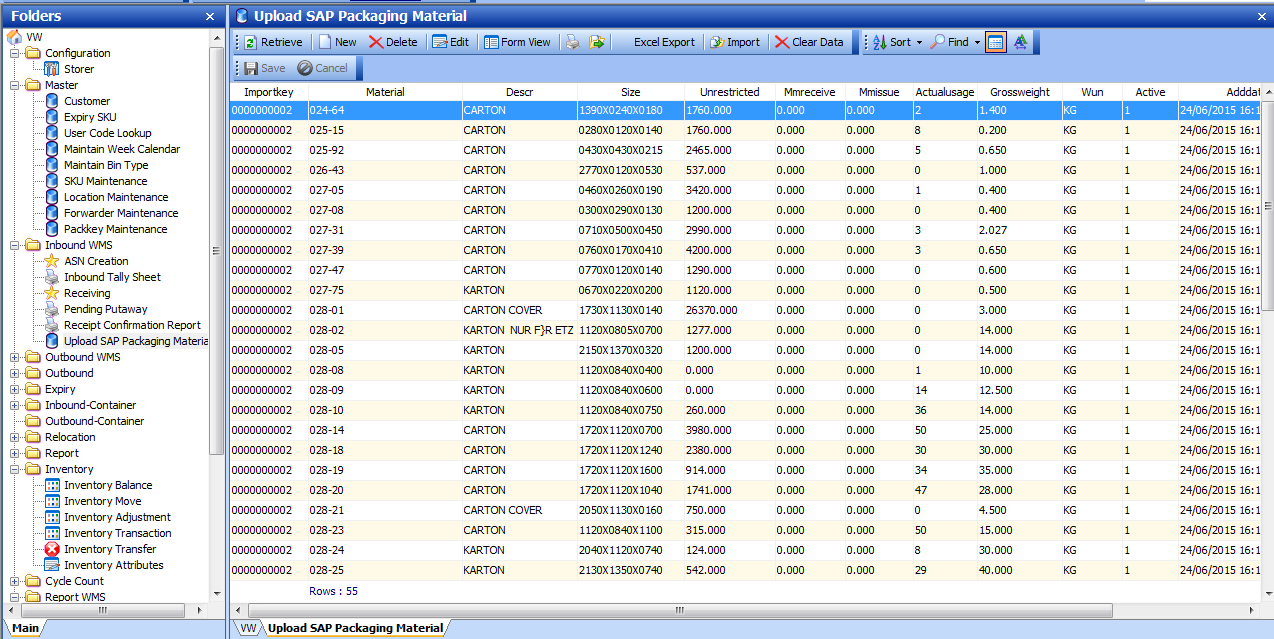 Folders
VW
Configuration
Storer
Master
Customer
Expiry SKU
User Code Lookup
Maintain Week Calendar
Maintain Bin Type
SKU Maintenance
Location Maintenance
Forwarder Maintenance
Packkey Maintenance
Inbound WMS
ASN Creation
Inbound Tally Sheet
Receiving
Pending Putaway
Receipt Confirmation Report
Upload SAP Packaging Materia
Outbound WMS
Outbound
Expiry
Inbound-Container
Outbound-Container
Relocation
Report
Inventory
Inventory Balance
Inventory Move
Inventory Adjustment
Inventory Transaction
Inventory Transfer
Inventory Attributes
Cycle Count
Report WMS
Main
Upload SAP Packaging Material
Retrieve New Delete Edit Form View Excel Export Import Clear Data Sort Find
Save Cancel
Importkey Material Descr Size Unrestricted Mmreceive Mmissue Actualusage Grossweight Wun Active Adddat
0000000002 024-64 CARTON 1390X0240X0180 1760.000 0.000 0.000 2 1.400 KG 1 24/06/2015 16:1
0000000002 025-15 CARTON 0280X0120X0140 1760.000 0.000 0.000 8 0.200 KG 1 24/06/2015 16:1
0000000002 025-92 CARTON 0430X0430X0215 2465.000 0.000 0.000 5 0.650 KG 1 24/06/2015 16:1
0000000002 026-43 CARTON 2770X0120X0530 537.000 0.000 0.000 0 1.000 KG 1 24/06/2015 16:1
0000000002 027-05 CARTON 0460X0260X0190 3420.000 0.000 0.000 1 0.400 KG 1 24/06/2015 16:1
0000000002 027-08 CARTON 0300X0290X0130 1200.000 0.000 0.000 0 0.400 KG 1 24/06/2015 16:1
0000000002 027-31 CARTON 0710X0500X0450 2990.000 0.000 0.000 3 2.027 KG 1 24/06/2015 16:1
0000000002 027-39 CARTON 0760X0170X0410 4200.000 0.000 0.000 3 0.650 KG 1 24/06/2015 16:1
0000000002 027-47 CARTON 0770X0120X0140 1290.000 0.000 0.000 0 0.600 KG 1 24/06/2015 16:1
0000000002 027-75 KARTON 0670X0220X0200 1120.000 0.000 0.000 0 0.500 KG 1 24/06/2015 16:1
0000000002 028-01 CARTON COVER 1730X1130X0140 26370.000 0.000 0.000 0 3.000 KG 1 24/06/2015 16:1
0000000002 028-02 KARTON NUR F}R ETZ 1120X0805X0700 1277.000 0.000 0.000 0 14.000 KG 1 24/06/2015 16:1
0000000002 028-05 KARTON 2150X1370X0320 1200.000 0.000 0.000 0 14.000 KG 1 24/06/2015 16:1
0000000002 028-08 KARTON 1120X0840X0400 0.000 0.000 0.000 1 10.000 KG 1 24/06/2015 16:1
0000000002 028-09 KARTON 1120X0840X0600 0.000 0.000 0.000 14 12.500 KG 1 24/06/2015 16:1
0000000002 028-10 KARTON 1120X0840X0750 260.000 0.000 0.000 36 14.000 KG 1 24/06/2015 16:1
0000000002 028-14 KARTON 1720X1120X0700 3980.000 0.000 0.000 50 25.000 KG 1 24/06/2015 16:1
0000000002 028-18 KARTON 1720X1120X1240 2380.000 0.000 0.000 30 30.000 KG 1 24/06/2015 16:1
0000000002 028-19 KARTON 1720X1120X1600 914.000 0.000 0.000 34 35.000 KG 1 24/06/2015 16:1
0000000002 028-20 KARTON 1720X1120X1040 1741.000 0.000 0.000 47 28.000 KG 1 24/06/2015 16:1
0000000002 028-21 CARTON COVER 2050X1130X0160 750.000 0.000 0.000 0 4.500 KG 1 24/06/2015 16:1
0000000002 028-23 CARTON 1120X0840X1100 315.000 0.000 0.000 50 15.000 KG 1 24/06/2015 16:1
0000000002 028-24 KARTON 2040X1120X0740 124.000 0.000 0.000 8 30.000 KG 1 24/06/2015 16:1
0000000002 028-25 KARTON 2130X1350X0740 542.000 0.000 0.000 29 40.000 KG 1 24/06/2015 16:1
Rows : 55
VW Upload SAP Packaging Material